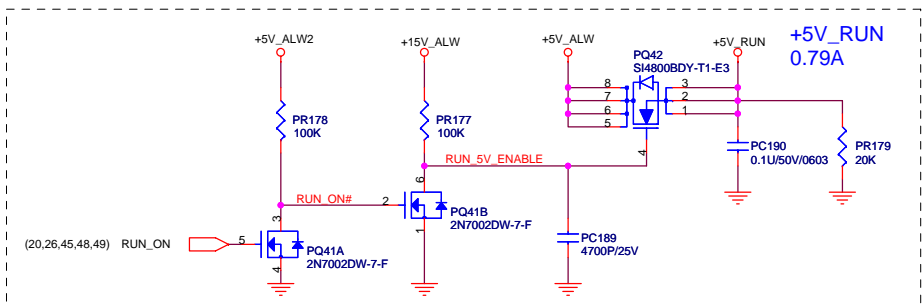 +5V_RUN
0.79A
+5V_ALW2
+15V_ALW
+5V_ALW
+5V_RUN
PQ42
SI4800BDY-T1-E3
8
7
6
5
3
2
1
4
PR178
100K
PR177
100K
PC190
0.1U/50V/0603
PR179
20K
RUN_5V_ENABLE
6
RUN_ON#
2
PQ41B
2N7002DW-7-F
1
3
(20,26,45,48,49) RUN_ON
5
PQ41A
2N7002DW-7-F
4
PC189
4700P/25V